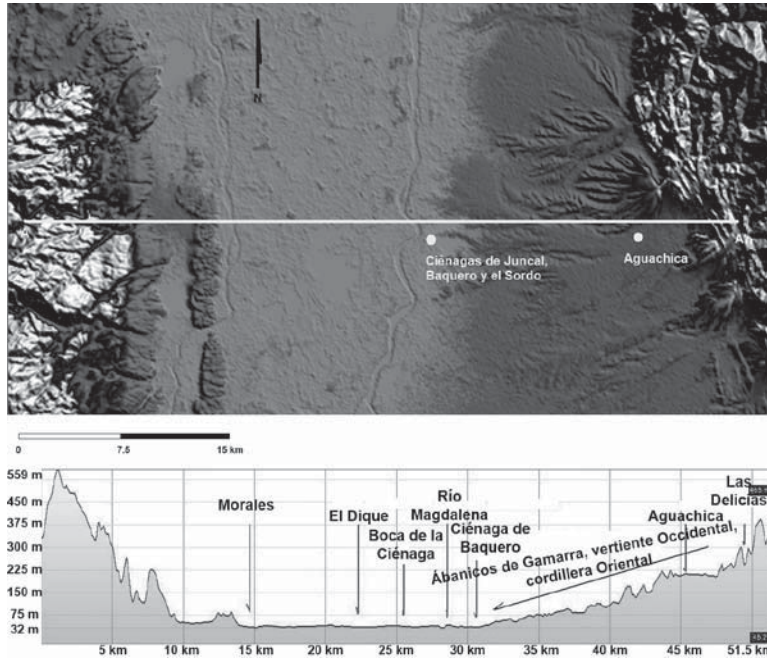 N
Ciénagas de Juncal,
Baquero y el Sordo
Aguachica
0
7.5
15 km
559 m
450 m
375 m
300 m
225 m
150 m
75 m
32 m
Morales
El Dique
Boca de la
Ciénaga
Río
Magdalena
Ciénaga de
Baquero
Aguachica
Las
Delicias
Ábanicos de Gamarra, vertiente Occidental,
cordillera Oriental
5 km
10 km
15 km
20 km
25 km
30 km
35 km
40 km
45 km
51.5 km